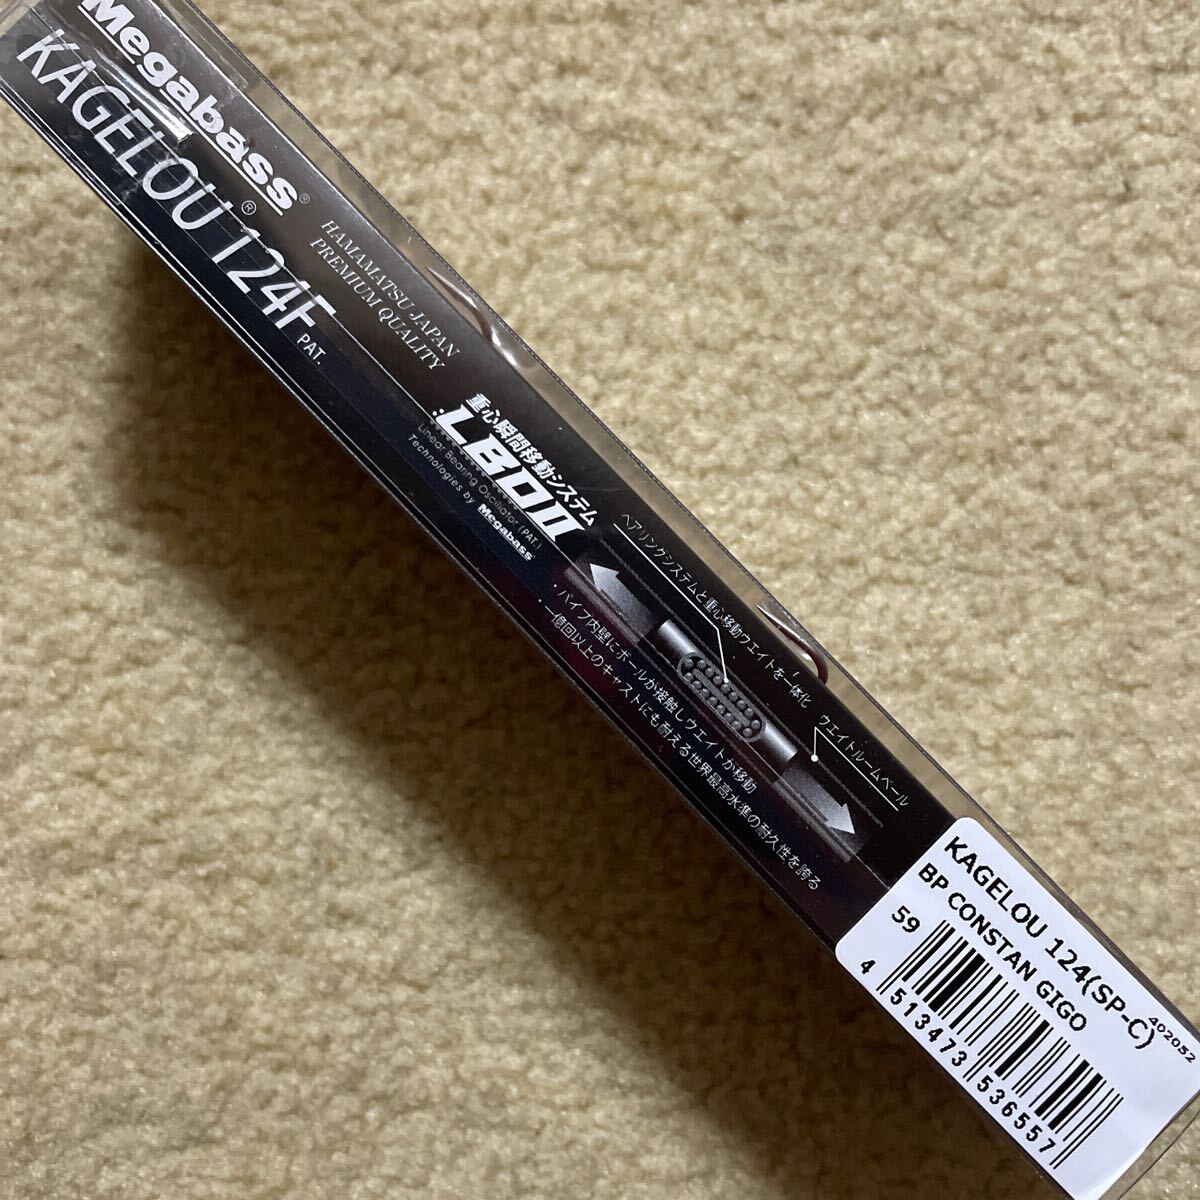 Megabass®
KAGELOU® 124F PAT.
HAMAMATSU JAPAN
PREMIUM QUALITY
重心瞬間移動システム
LBOII
Linear Bearing Oscillator (PAT.)
Technologies by Megabass®
ベアリングシステムと重心移動ウエイトを一体化
ウエイトルームベール
・パイプ内壁にボールが接触しウエイトが移動
・一億回以上のキャストにも耐える世界最高水準の耐久性を誇る
KAGELOU 124(SP-C)
402052
BP CONSTAN GIGO
59
4 513473 536557